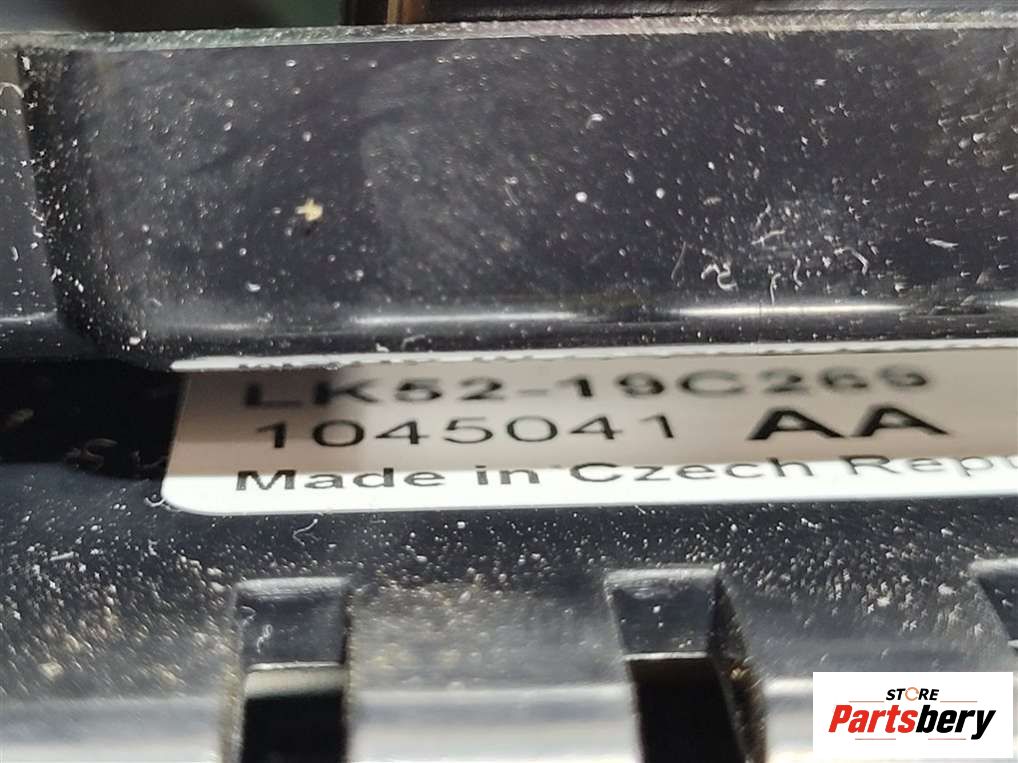 LK52-19C269
1045041 AA
Made in Czech Repu
STORE
Partsbery